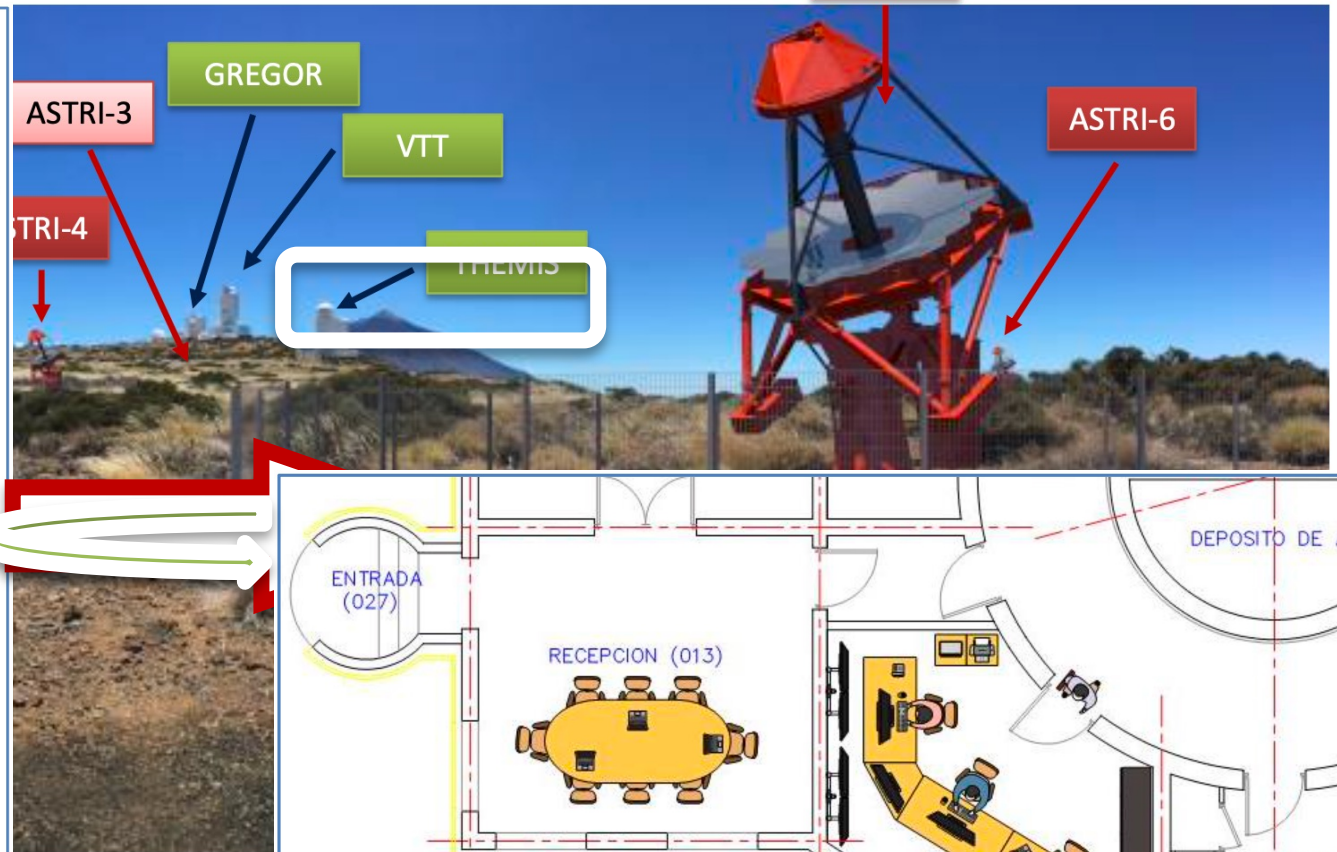 GREGOR
ASTRI-3
ASTRI-6
VTT
STRI-4
THEMIS
DEPOSITO DE
ENTRADA
(027)
RECEPCION (013)